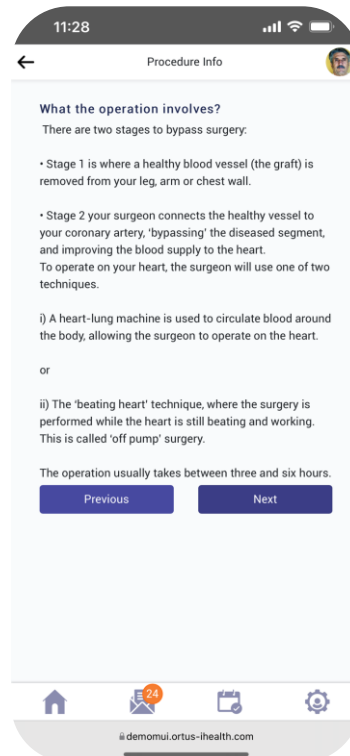 11:28
Procedure Info
What the operation involves?
There are two stages to bypass surgery:
• Stage 1 is where a healthy blood vessel (the graft) is
removed from your leg, arm or chest wall.
• Stage 2 your surgeon connects the healthy vessel to
your coronary artery, ‘bypassing’ the diseased segment,
and improving the blood supply to the heart.
To operate on your heart, the surgeon will use one of two
techniques.
i) A heart-lung machine is used to circulate blood around
the body, allowing the surgeon to operate on the heart.
or
ii) The ‘beating heart’ technique, where the surgery is
performed while the heart is still beating and working.
This is called ‘off pump’ surgery.
The operation usually takes between three and six hours.
Previous
Next
24
demomui.ortus-ihealth.com